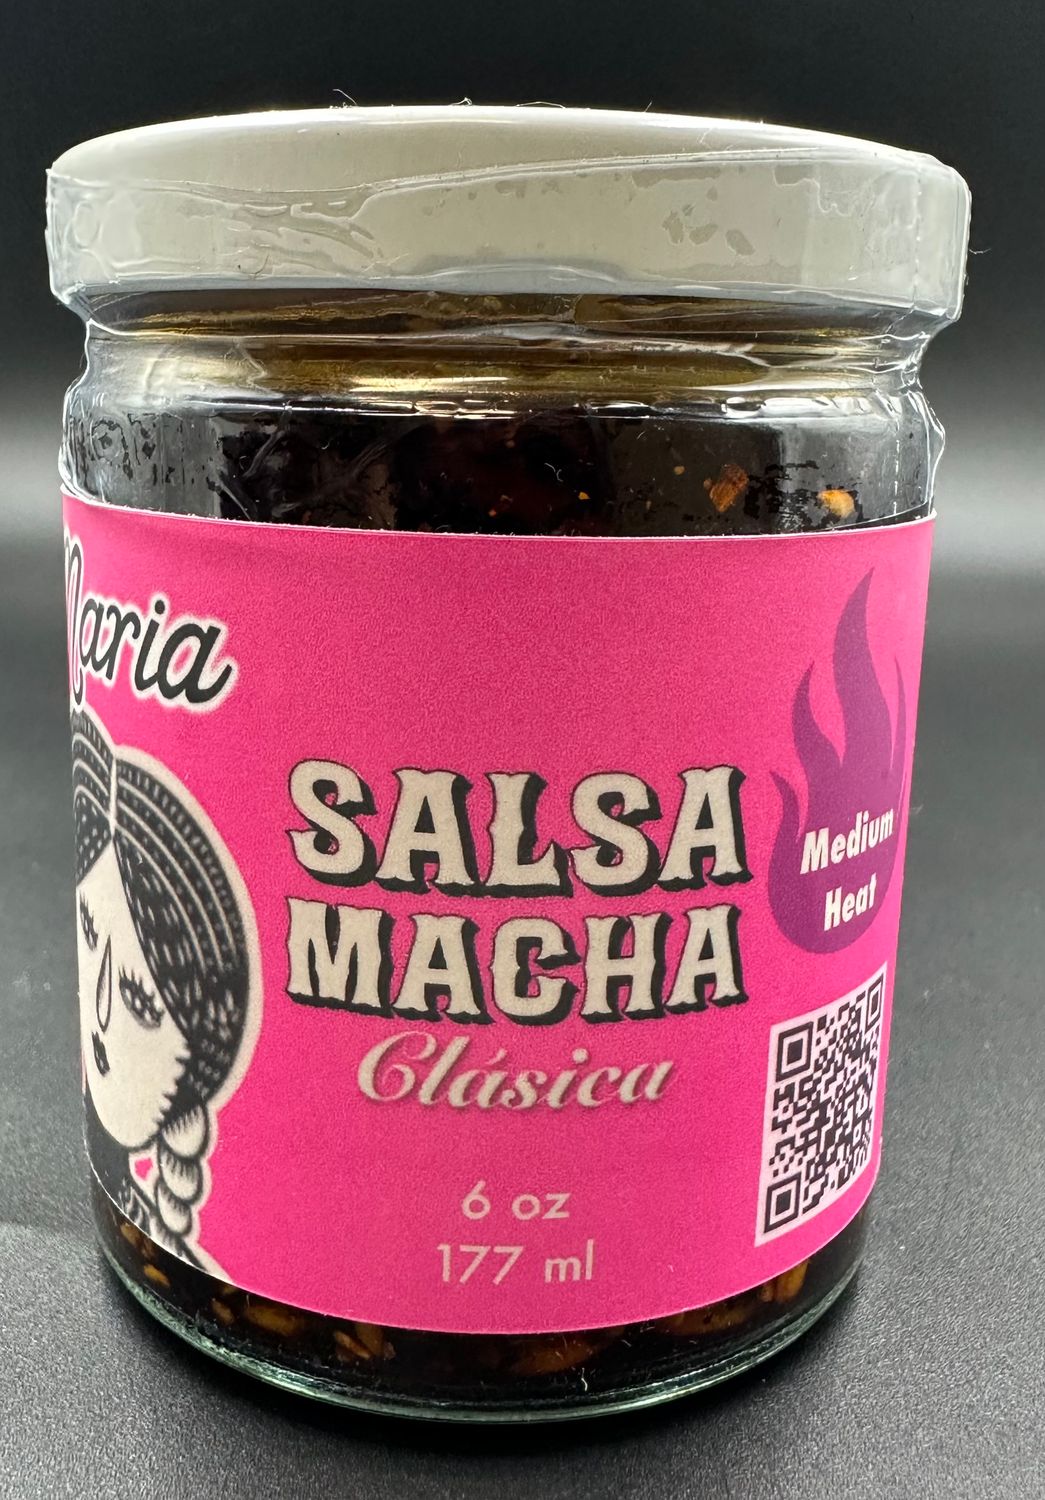 Maria
SALSA
MACHA
Clásica
6 oz
177 ml
Medium
Heat